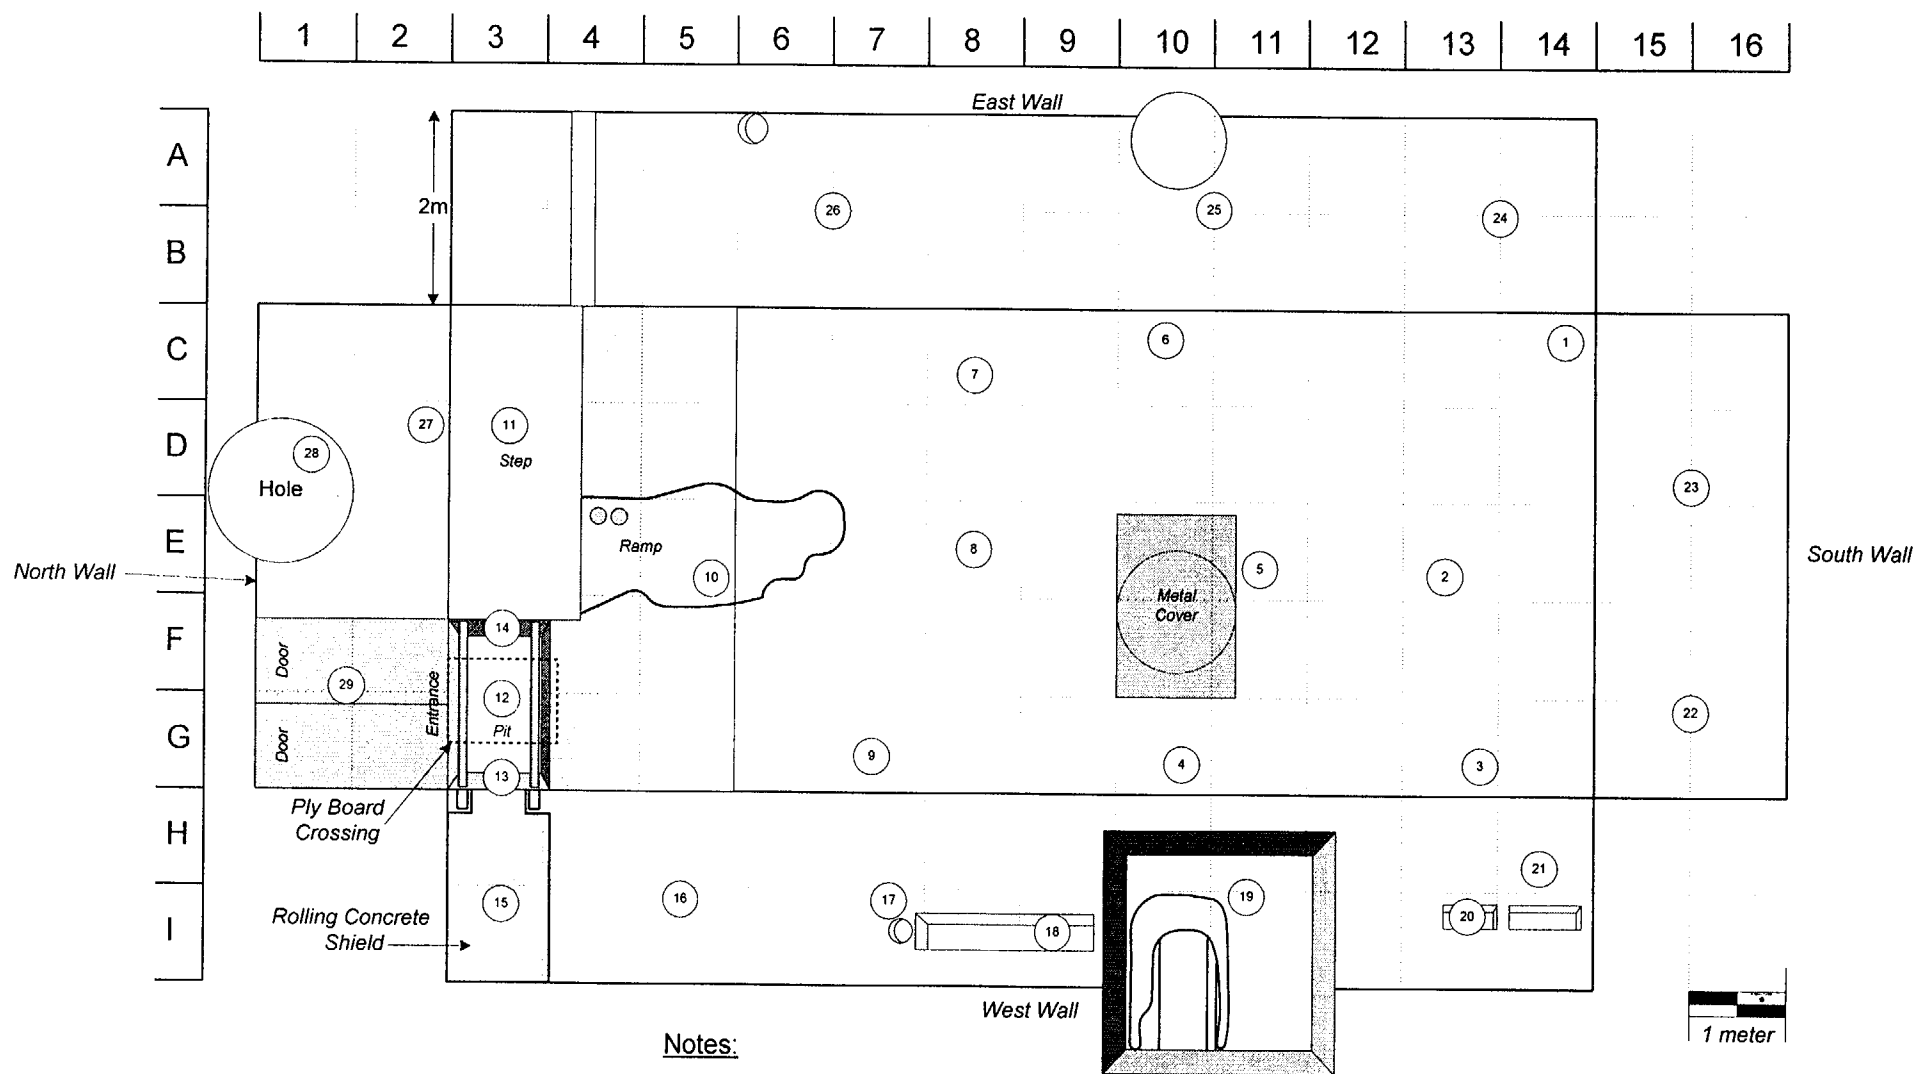 1 2 3 4 5 6 7 8 9 10 11 12 13 14 15 16
East Wall
A
B
C
D
E
F
G
H
I
2m
26
25
24
6
1
7
27
11
Step
28
Hole
23
Ramp
8
10
5
2
Metal
Cover
North Wall
South Wall
14
Door
29
Entrance
12
Pit
Door
13
22
9
4
3
Ply Board
Crossing
21
16
17
19
15
18
20
Rolling Concrete
Shield
West Wall
1 meter
Notes: